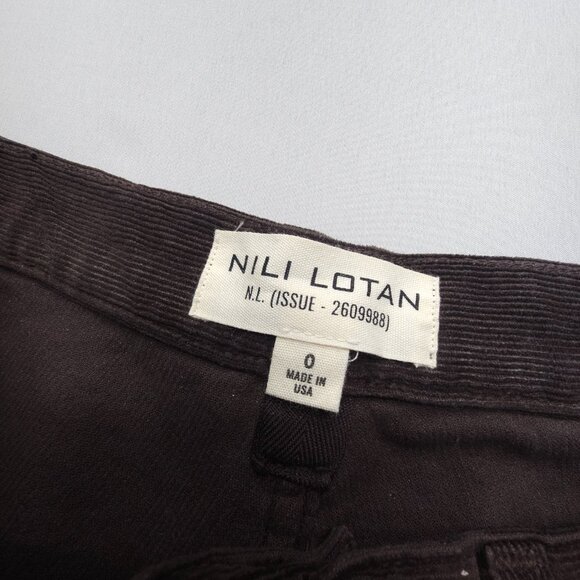 NILI LOTAN
N.L. (ISSUE - 2609988)
0
MADE IN
USA